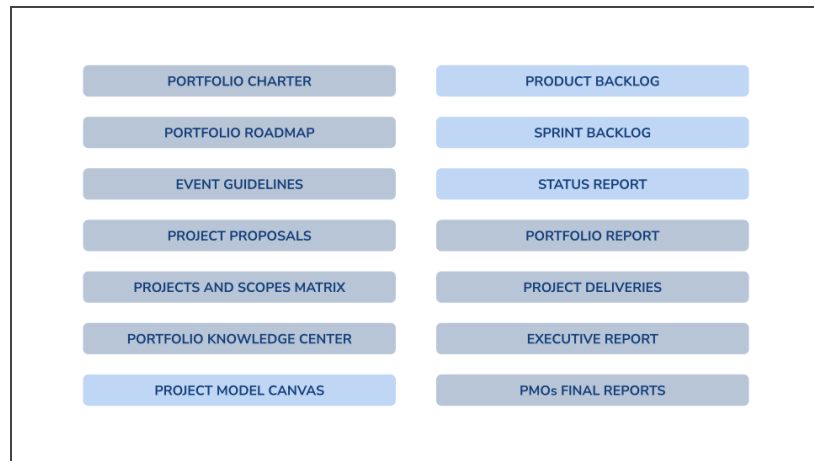 PORTFOLIO CHARTER
PORTFOLIO ROADMAP
EVENT GUIDELINES
PROJECT PROPOSALS
PROJECTS AND SCOPES MATRIX
PORTFOLIO KNOWLEDGE CENTER
PROJECT MODEL CANVAS
PRODUCT BACKLOG
SPRINT BACKLOG
STATUS REPORT
PORTFOLIO REPORT
PROJECT DELIVERIES
EXECUTIVE REPORT
PMOs FINAL REPORTS